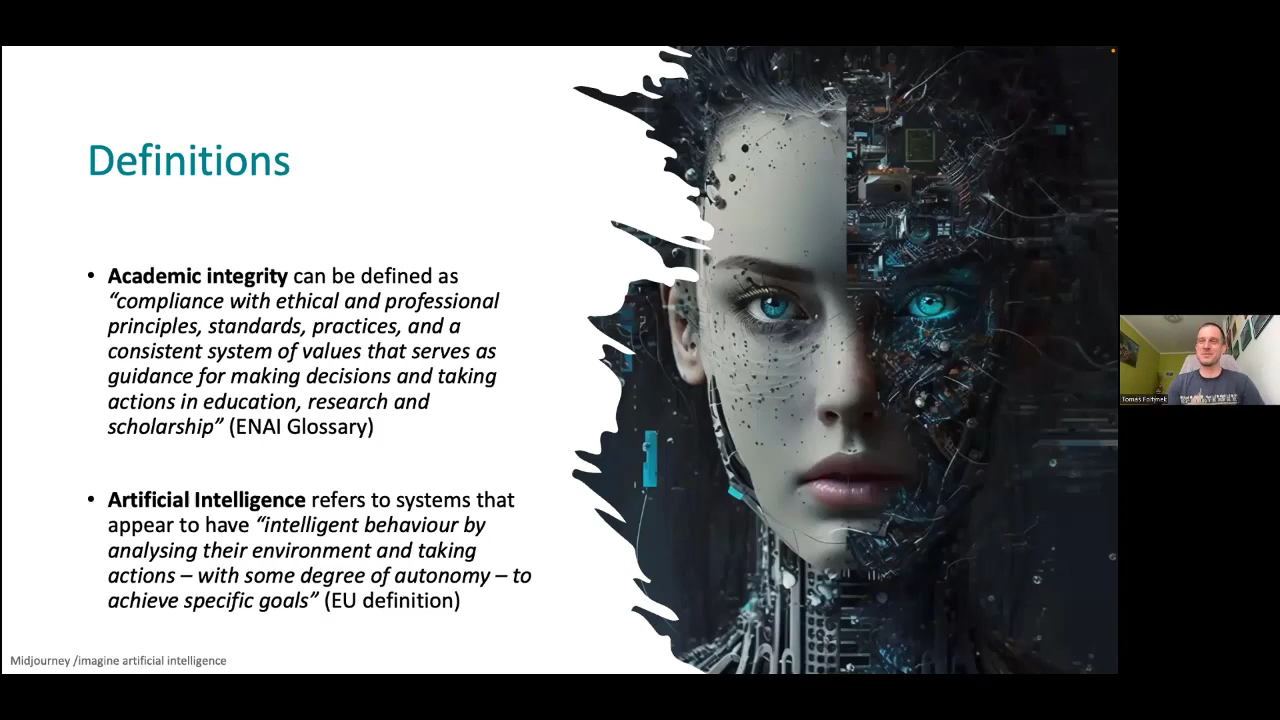 Definitions
• Academic integrity can be defined as
“compliance with ethical and professional
principles, standards, practices, and a
consistent system of values that serves as
guidance for making decisions and taking
actions in education, research and
scholarship” (ENAI Glossary)
• Artificial Intelligence refers to systems that
appear to have “intelligent behaviour by
analysing their environment and taking
actions – with some degree of autonomy – to
achieve specific goals” (EU definition)
Midjourney /imagine artificial intelligence
Tomáš Foltýnek